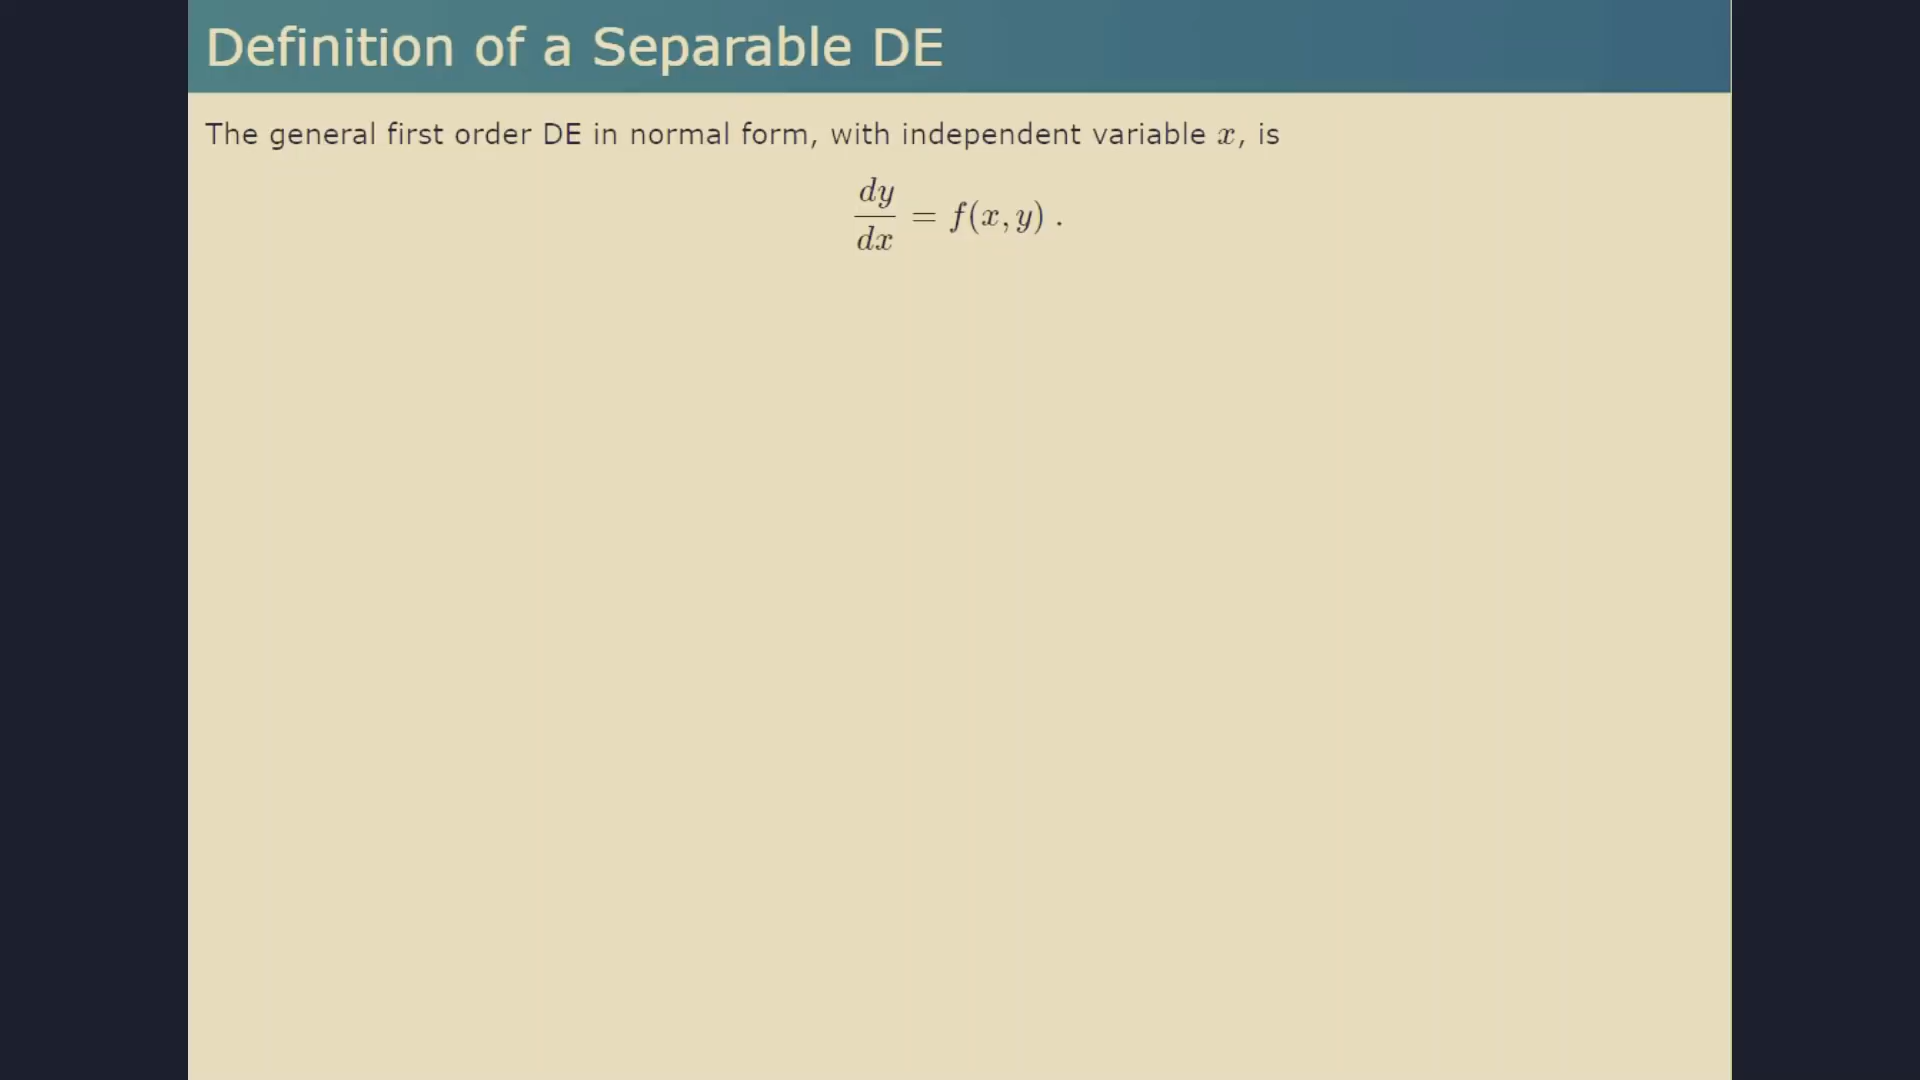 Definition of a Separable DE
The general first order DE in normal form, with independent variable x, is
dy/dx = f(x, y) .